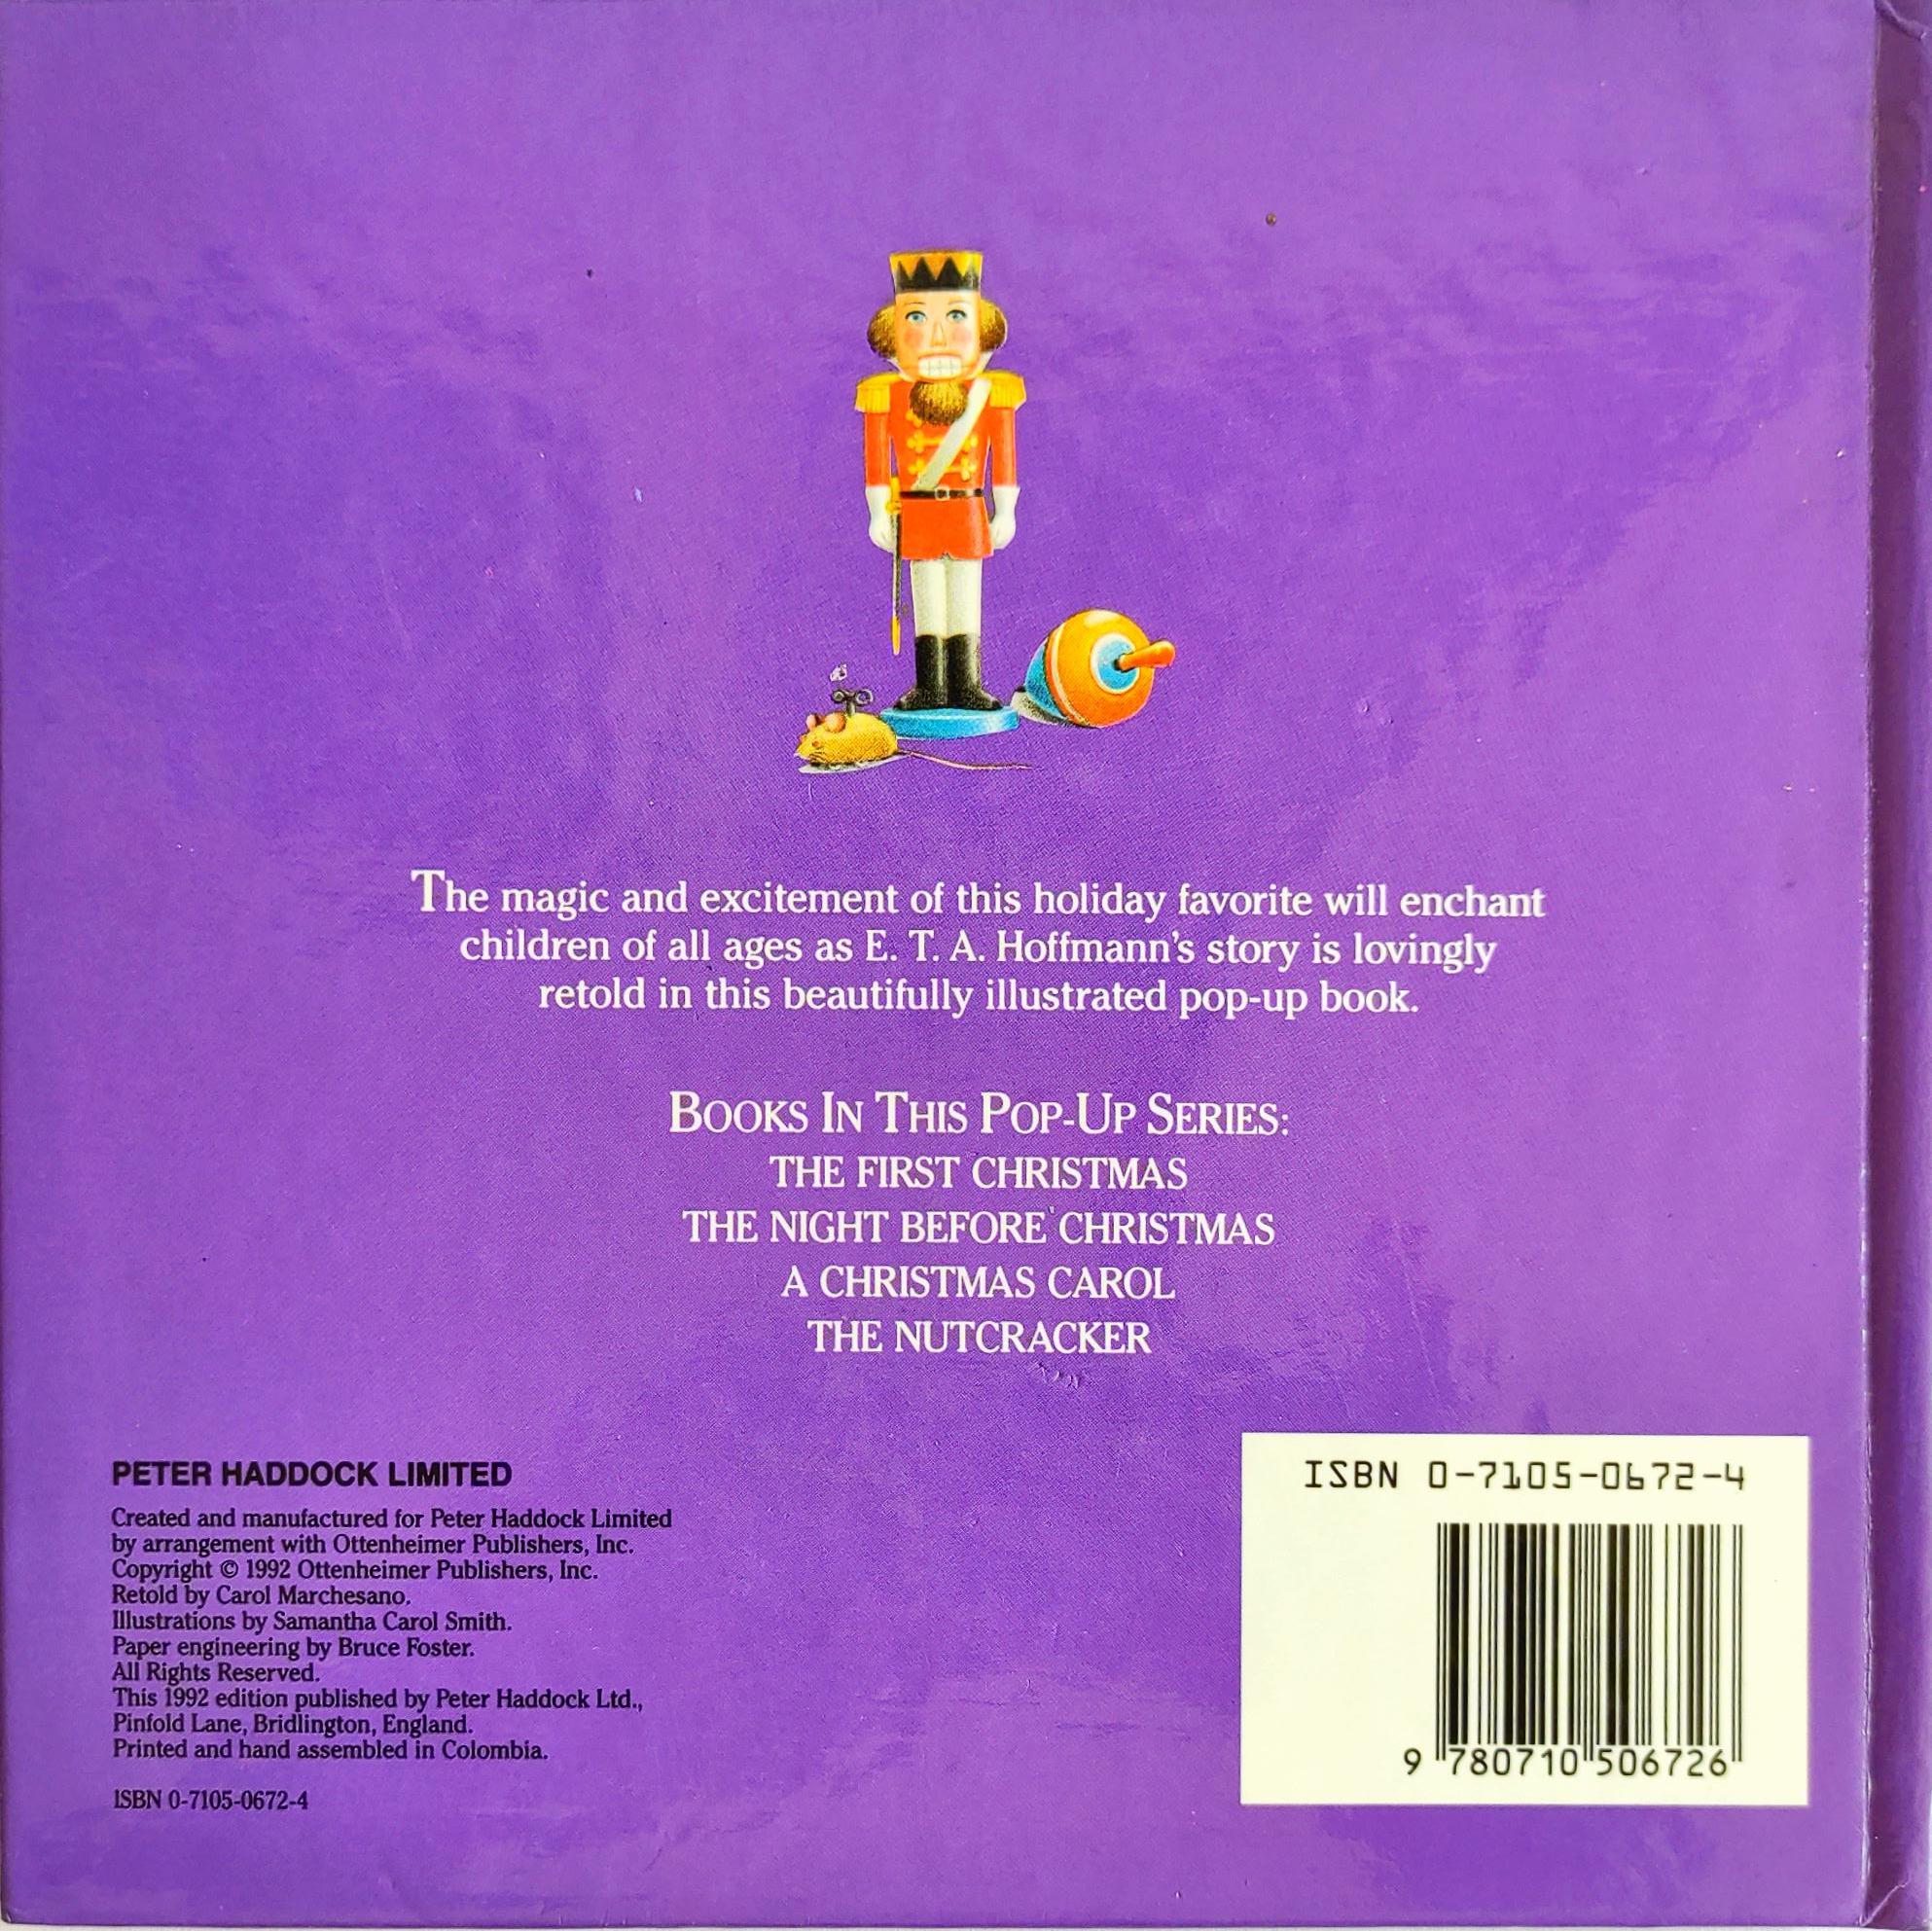 The magic and excitement of this holiday favorite will enchant
children of all ages as E. T. A. Hoffmann's story is lovingly
retold in this beautifully illustrated pop-up book.
BOOKS IN THIS POP-UP SERIES:
THE FIRST CHRISTMAS
THE NIGHT BEFORE CHRISTMAS
A CHRISTMAS CAROL
THE NUTCRACKER
PETER HADDOCK LIMITED
Created and manufactured for Peter Haddock Limited
by arrangement with Ottenheimer Publishers, Inc.
Copyright © 1992 Ottenheimer Publishers, Inc.
Retold by Carol Marchesano.
Illustrations by Samantha Carol Smith.
Paper engineering by Bruce Foster.
All Rights Reserved.
This 1992 edition published by Peter Haddock Ltd.,
Pinfold Lane, Bridlington, England.
Printed and hand assembled in Colombia.
ISBN 0-7105-0672-4
ISBN 0-7105-0672-4
9 780710 506726